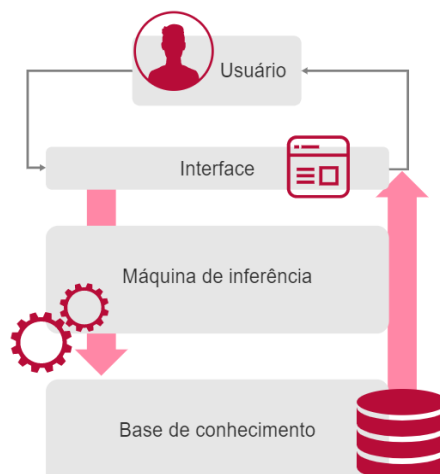 Usuário
Interface
Máquina de inferência
Base de conhecimento